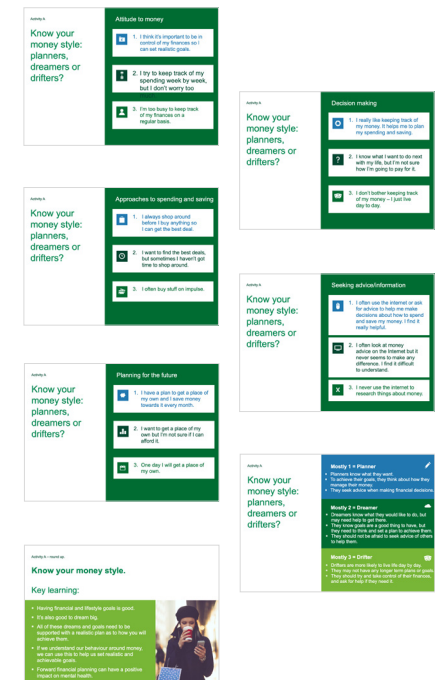 Activity A
Know your
money style:
planners,
dreamers or
drifters?
Attitude to money
1. I think it's important to be in
control of my finances so I
can set realistic goals.
2. I try to keep track of my
spending week by week,
but I don't worry too
3. I'm too busy to keep track
of my finances on a
regular basis.
Activity A
Know your
money style:
planners,
dreamers or
drifters?
Decision making
1. I really like keeping track of
my money. It helps me to plan
my spending and saving.
2. I know what I want to do next
with my life, but I'm not sure
how I'm going to pay for it.
3. I don't bother keeping track
of my money – I just live
day to day.
Activity A
Know your
money style:
planners,
dreamers or
drifters?
Approaches to spending and saving
1. I always shop around
before I buy anything so
I can get the best deal.
2. I want to find the best deals,
but sometimes I haven't got
time to shop around.
3. I often buy stuff on impulse.
Activity A
Know your
money style:
planners,
dreamers or
drifters?
Seeking advice/information
1. I often use the internet or ask
for advice to help me make
decisions about how to spend
and save my money. I find it
really helpful.
2. I often look at money
advice on the Internet but it
never seems to make any
difference. I find it difficult
to understand.
3. I never use the internet to
research things about money.
Activity A
Know your
money style:
planners,
dreamers or
drifters?
Planning for the future
1. I have a plan to get a place of
my own and I save money
towards it every month.
2. I want to get a place of my
own but I'm not sure if I can
afford it.
3. One day I will get a place of
my own.
Activity A
Know your
money style:
planners,
dreamers or
drifters?
Mostly 1 = Planner
• Planners know what they want.
• To achieve their goals, they think about how they
manage their money.
• They seek advice when making financial decisions.
Mostly 2 = Dreamer
• Dreamers know what they would like to do, but
may need help to get there.
• They know goals are a good thing to have, but
they need to think and set a plan to achieve them.
• They should not be afraid to seek advice of others
to help them.
Mostly 3 = Drifter
• Drifters are more likely to live life day by day.
• They may not have any longer term plans or goals.
• They should try and take control of their finances,
and ask for help if they need it.
Activity A – round up.
Know your money style.
Key learning:
• Having financial and lifestyle goals is good.
• It's also good to dream big.
• All of these dreams and goals need to be
supported with a realistic plan as to how you will
achieve them.
• If we understand our behaviour around money,
we can use this to help us set realistic and
achievable goals.
• Forward financial planning can have a positive
impact on mental health.